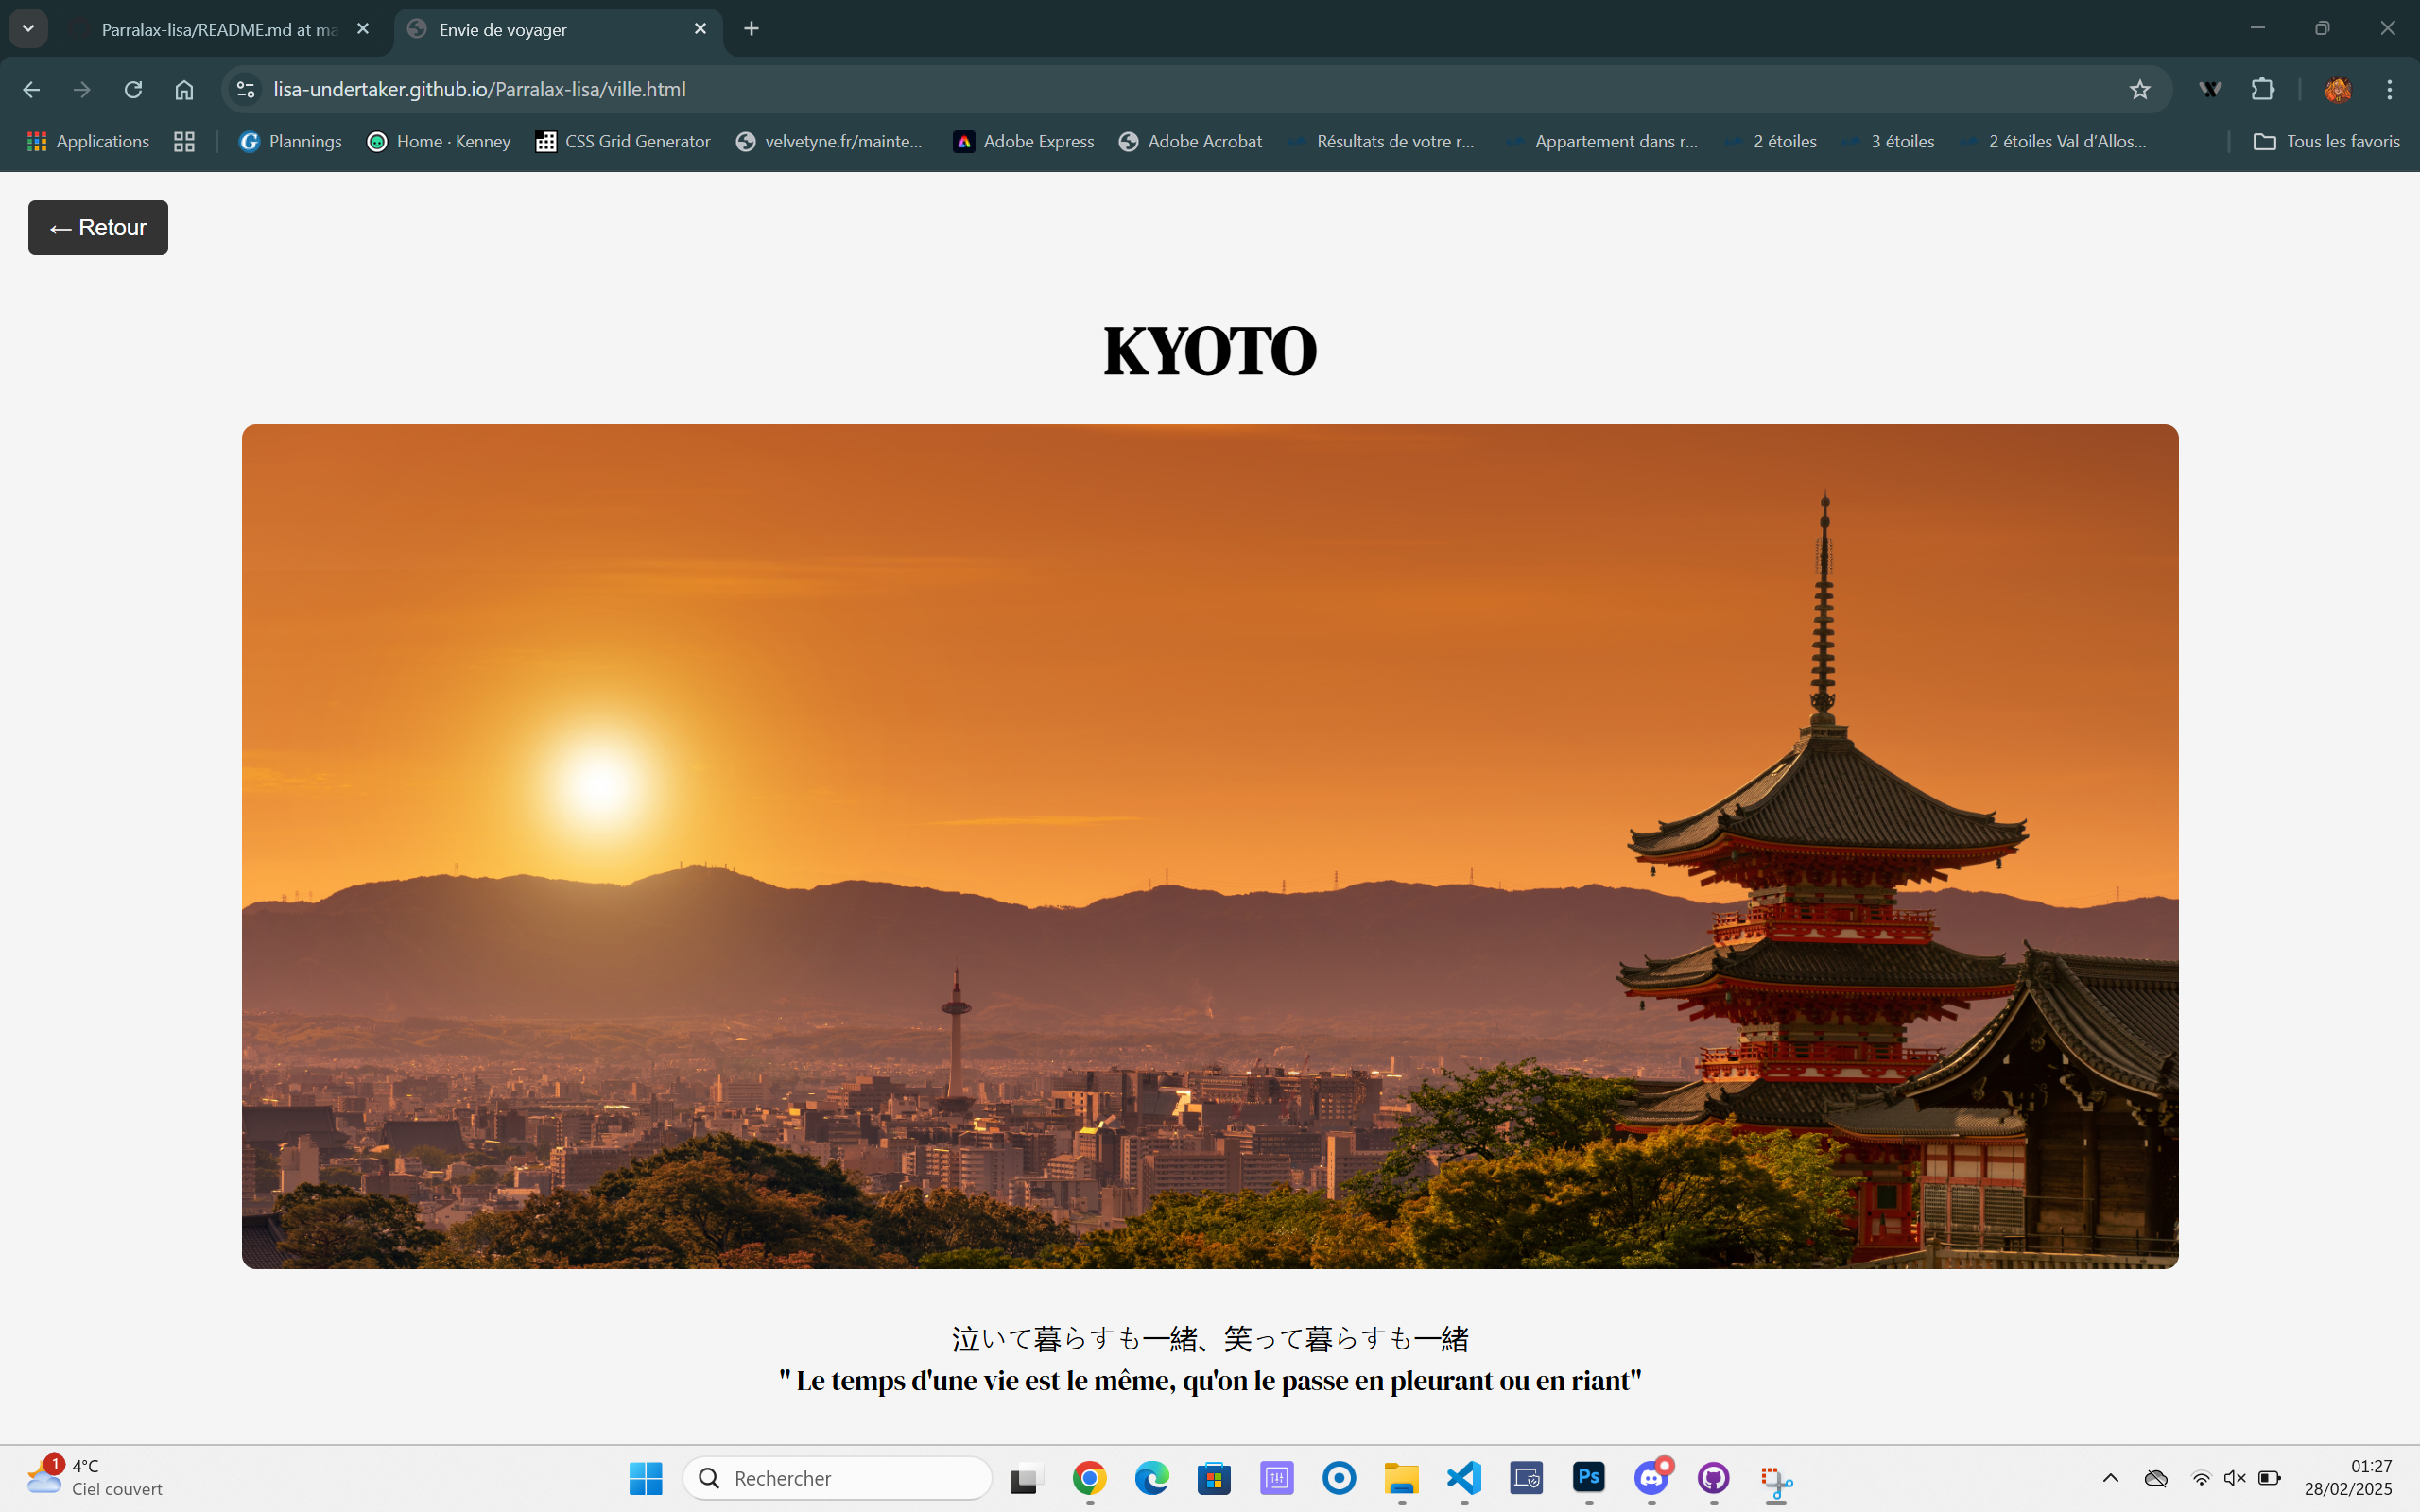 Parralax-lisa/README.md at ma
Envie de voyager
lisa-undertaker.github.io/Parralax-lisa/ville.html
Applications
Plannings
Home · Kenney
CSS Grid Generator
velvetyne.fr/mainte...
Adobe Express
Adobe Acrobat
Résultats de votre r...
Appartement dans r...
2 étoiles
3 étoiles
2 étoiles Val d'Allos...
Tous les favoris
← Retour
KYOTO
泣いて暮らすも一緒、笑って暮らすも一緒
" Le temps d'une vie est le même, qu'on le passe en pleurant ou en riant"
1
4°C
Ciel couvert
Rechercher
Ps
01:27
28/02/2025